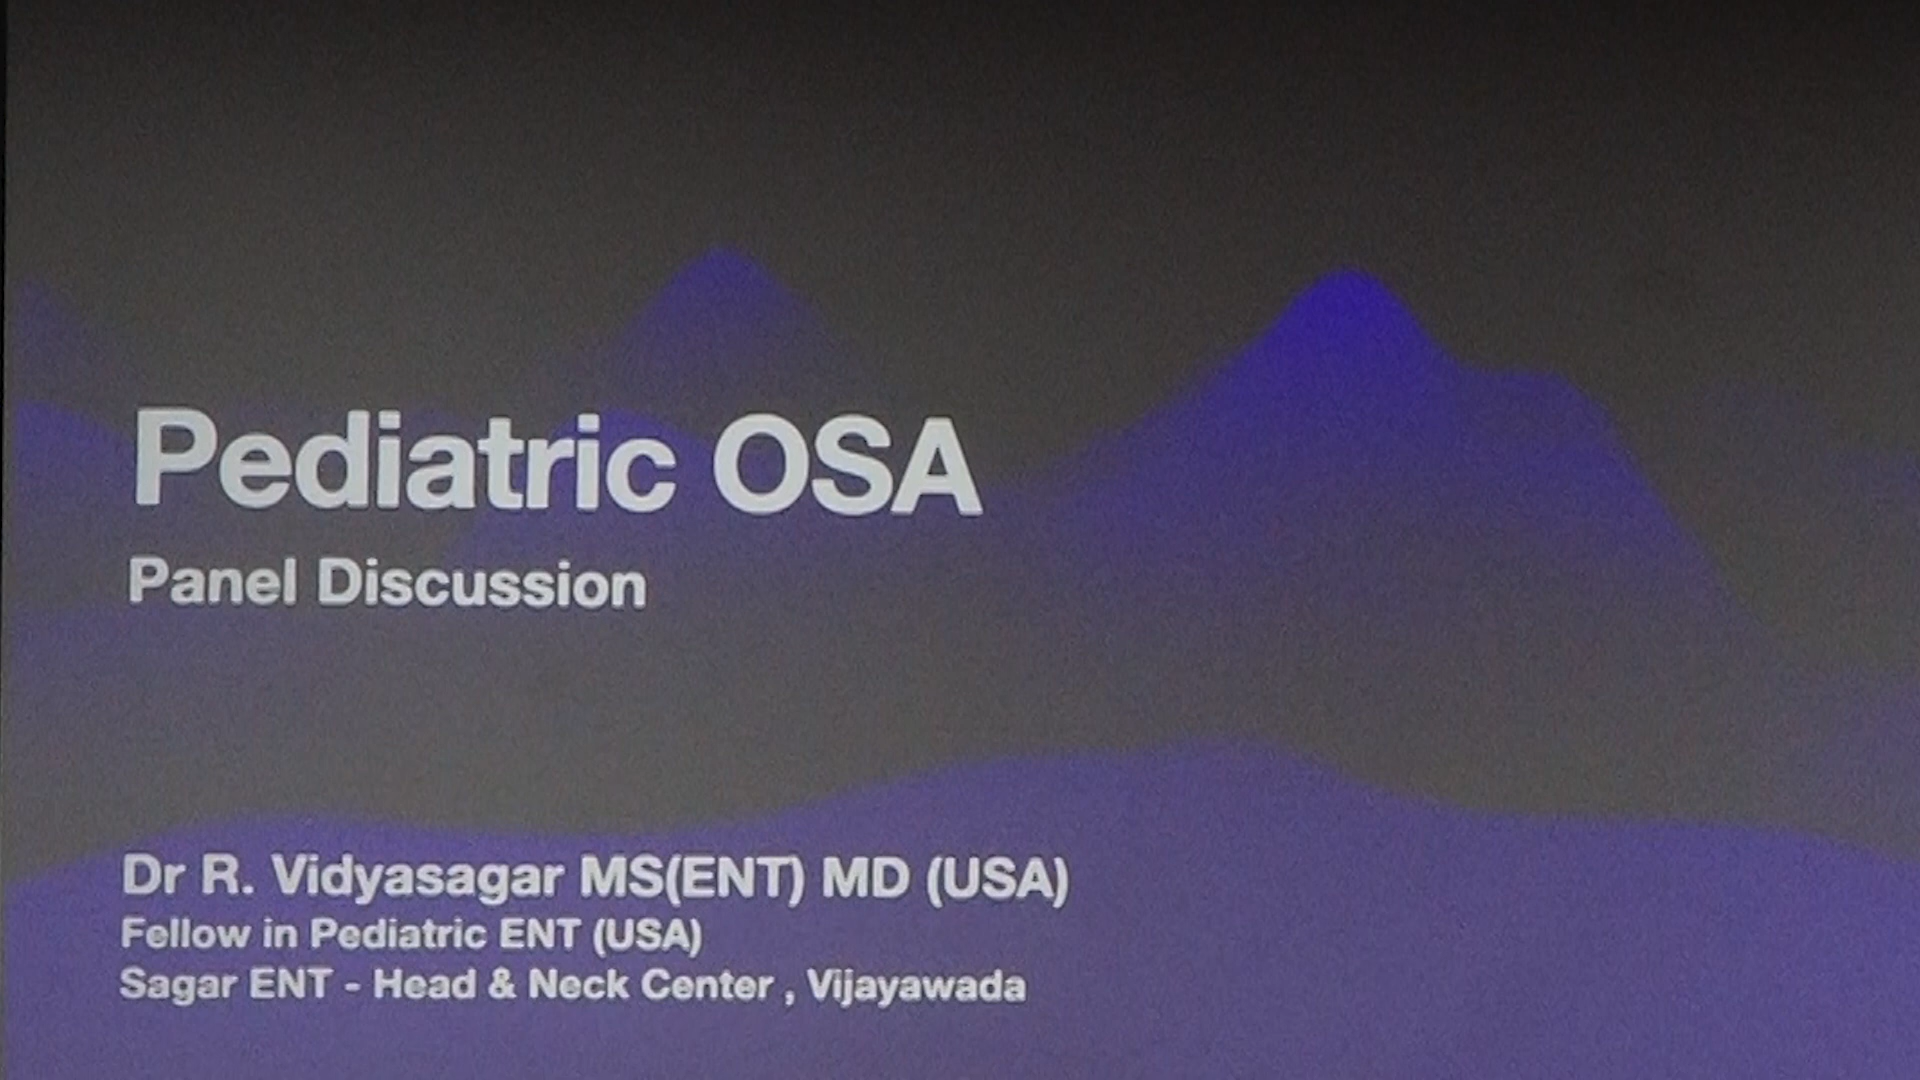 Pediatric OSA
Panel Discussion
Dr R. Vidyasagar MS(ENT) MD (USA)
Fellow in Pediatric ENT (USA)
Sagar ENT - Head & Neck Center , Vijayawada